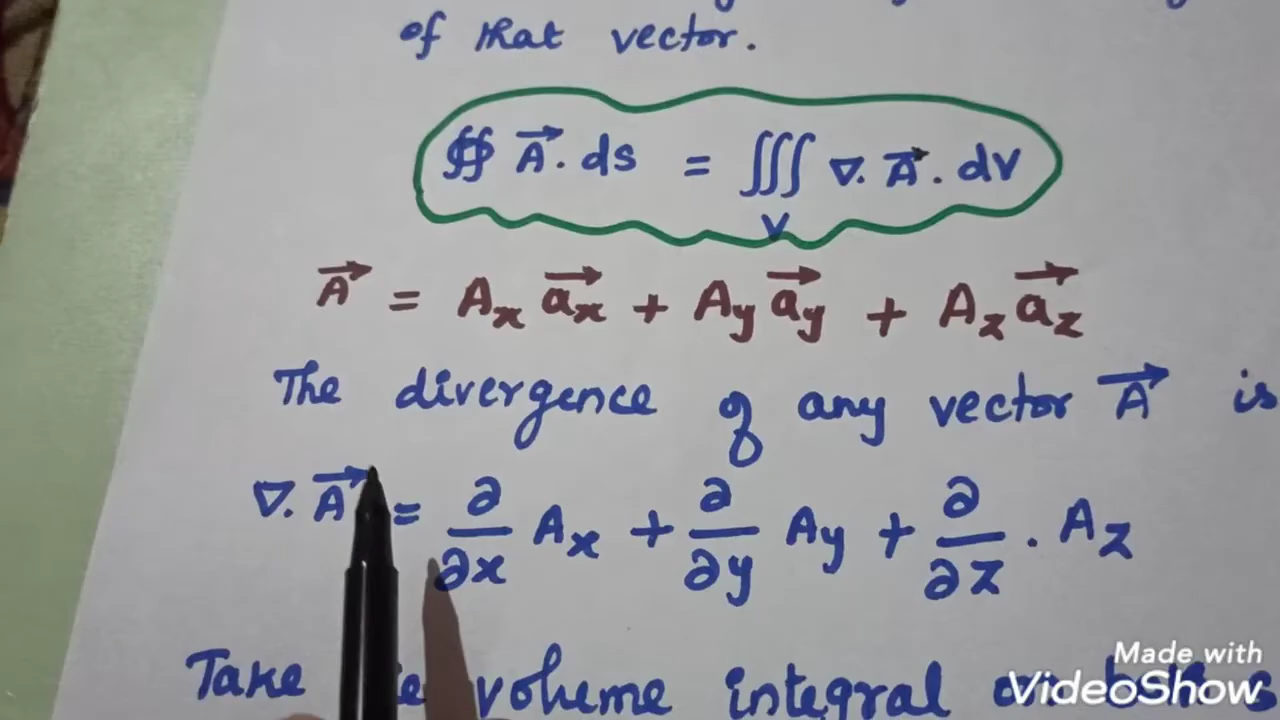 of that vector.
∯ A⃗ . ds = ∭ ∇. A⃗ . dV
V
A⃗ = Ax a⃗x + Ay a⃗y + Az a⃗z
The divergence of any vector A⃗ is
∇. A⃗ = ∂/∂x Ax + ∂/∂y Ay + ∂/∂z . Az
Take volume integral on
Made with
VideoShow